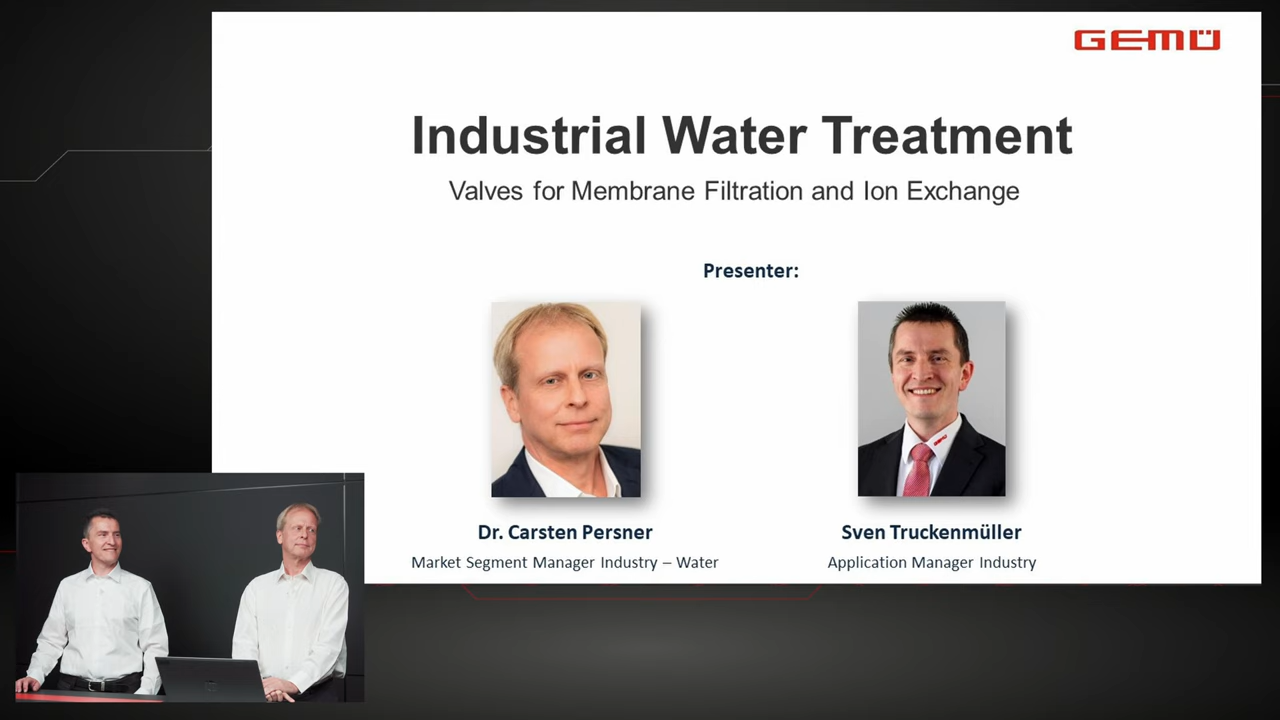 GEMÜ
Industrial Water Treatment
Valves for Membrane Filtration and Ion Exchange
Presenter:
Dr. Carsten Persner
Market Segment Manager Industry – Water
Sven Truckenmüller
Application Manager Industry